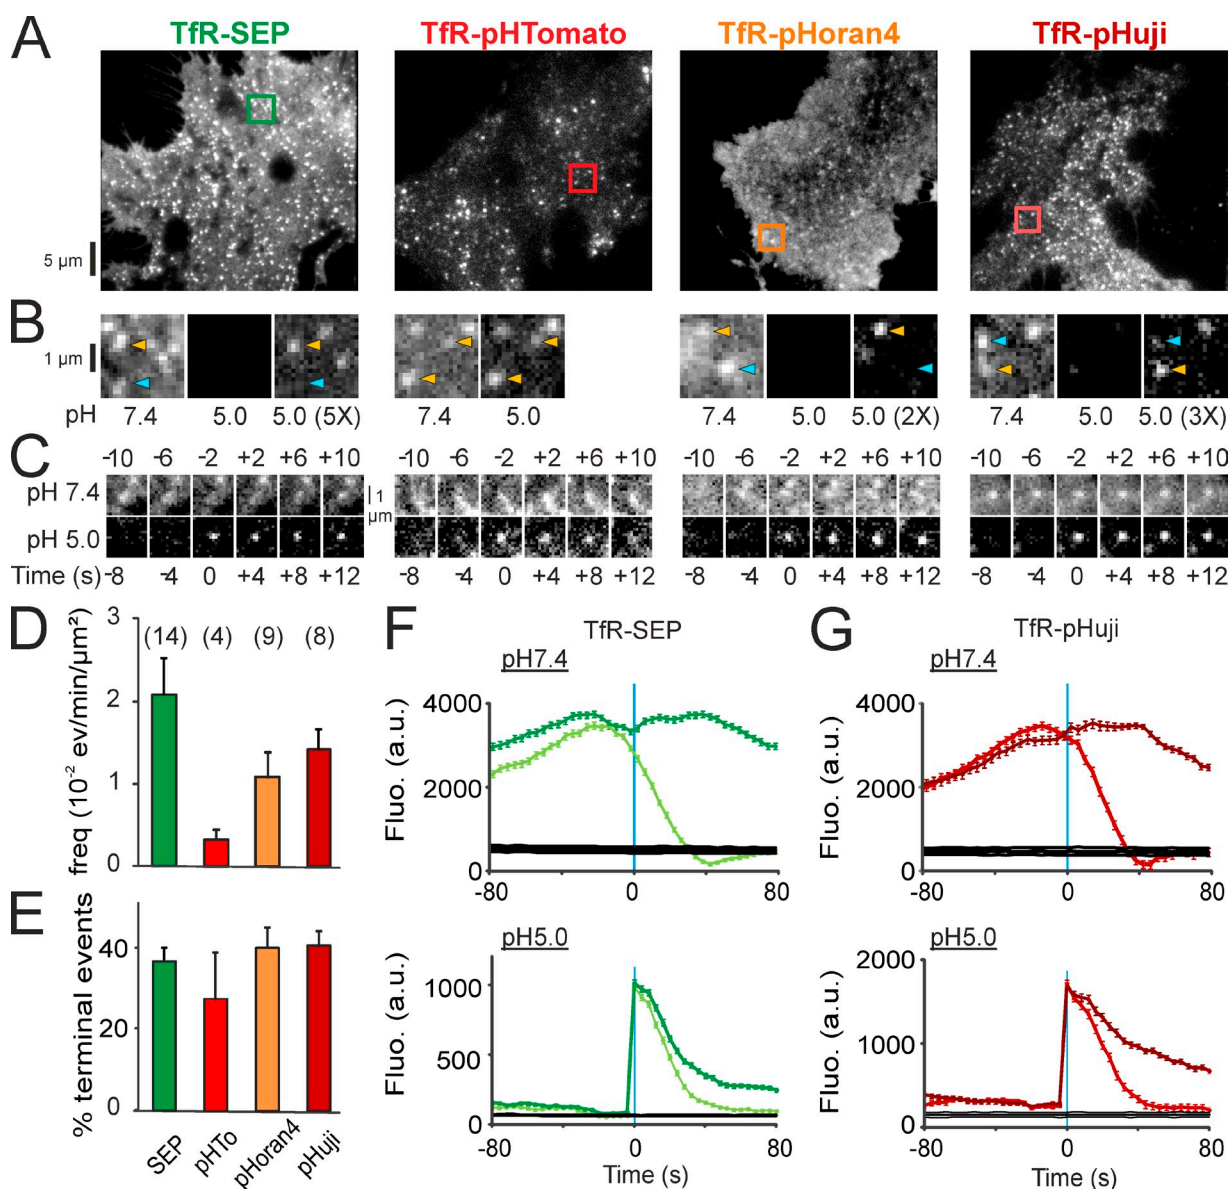 A
TfR-SEP TfR-pHTomato TfR-pHoran4 TfR-pHuji
5 µm
B
1 µm
pH 7.4 5.0 5.0 (5X) 7.4 5.0 7.4 5.0 5.0 (2X) 7.4 5.0 5.0 (3X)
C
-10 -6 -2 +2 +6 +10 -10 -6 -2 +2 +6 +10 -10 -6 -2 +2 +6 +10 -10 -6 -2 +2 +6 +10
pH 7.4
1 µm
pH 5.0
Time (s) -8 -4 0 +4 +8 +12 -8 -4 0 +4 +8 +12 -8 -4 0 +4 +8 +12 -8 -4 0 +4 +8 +12
D
freq (10⁻² ev/min/µm²)
3
2
1
0
(14) (4) (9) (8)
E
% terminal events
40
20
0
SEP pHTo pHoran4 pHuji
F
TfR-SEP
pH7.4
Fluo. (a.u.)
4000
2000
0
-80 0 80
pH5.0
Fluo. (a.u.)
1000
500
0
-80 0 80
Time (s)
G
TfR-pHuji
pH7.4
Fluo. (a.u.)
4000
2000
0
-80 0 80
pH5.0
Fluo. (a.u.)
2000
1000
0
-80 0 80
Time (s)